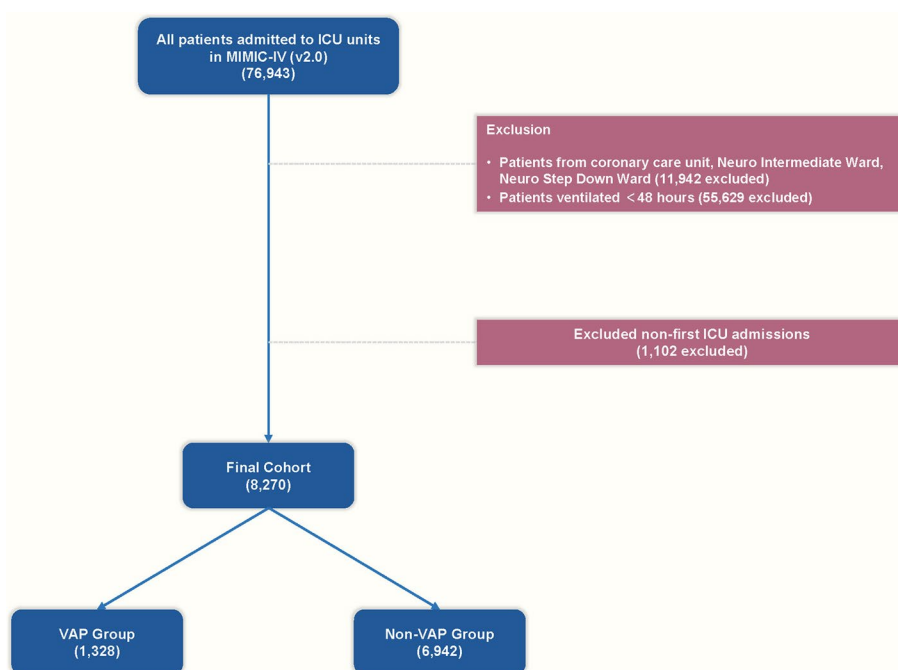 All patients admitted to ICU units
in MIMIC-IV (v2.0)
(76,943)
Exclusion
• Patients from coronary care unit, Neuro Intermediate Ward,
Neuro Step Down Ward (11,942 excluded)
• Patients ventilated ＜48 hours (55,629 excluded)
Excluded non-first ICU admissions
(1,102 excluded)
Final Cohort
(8,270)
VAP Group
(1,328)
Non-VAP Group
(6,942)